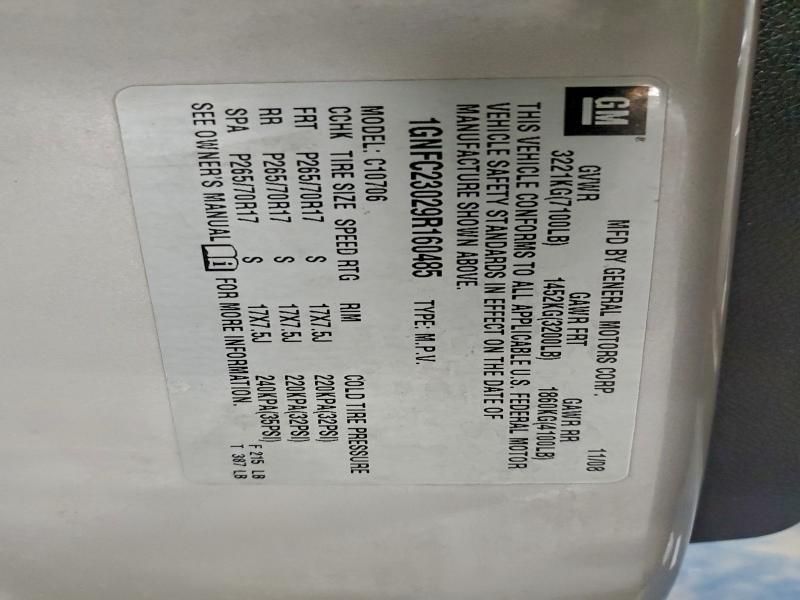 GM®
MFD BY GENERAL MOTORS CORP. 11/08
GVWR GAWR FRT GAWR RR
3221KG(7100LB) 1452KG(3200LB) 1860KG(4100LB)
THIS VEHICLE CONFORMS TO ALL APPLICABLE U.S. FEDERAL MOTOR
VEHICLE SAFETY STANDARDS IN EFFECT ON THE DATE OF
MANUFACTURE SHOWN ABOVE.
1GNFC23029R160485 TYPE: M.P.V.
MODEL: C10706
CCHK TIRE SIZE SPEED RTG RIM COLD TIRE PRESSURE
FRT P265/70R17 S 17X7.5J 220KPA(32PSI)
RR P265/70R17 S 17X7.5J 220KPA(32PSI)
SPA P265/70R17 S 17X7.5J 240KPA(35PSI)
SEE OWNER'S MANUAL FOR MORE INFORMATION.
F 215 LB
T 387 LB